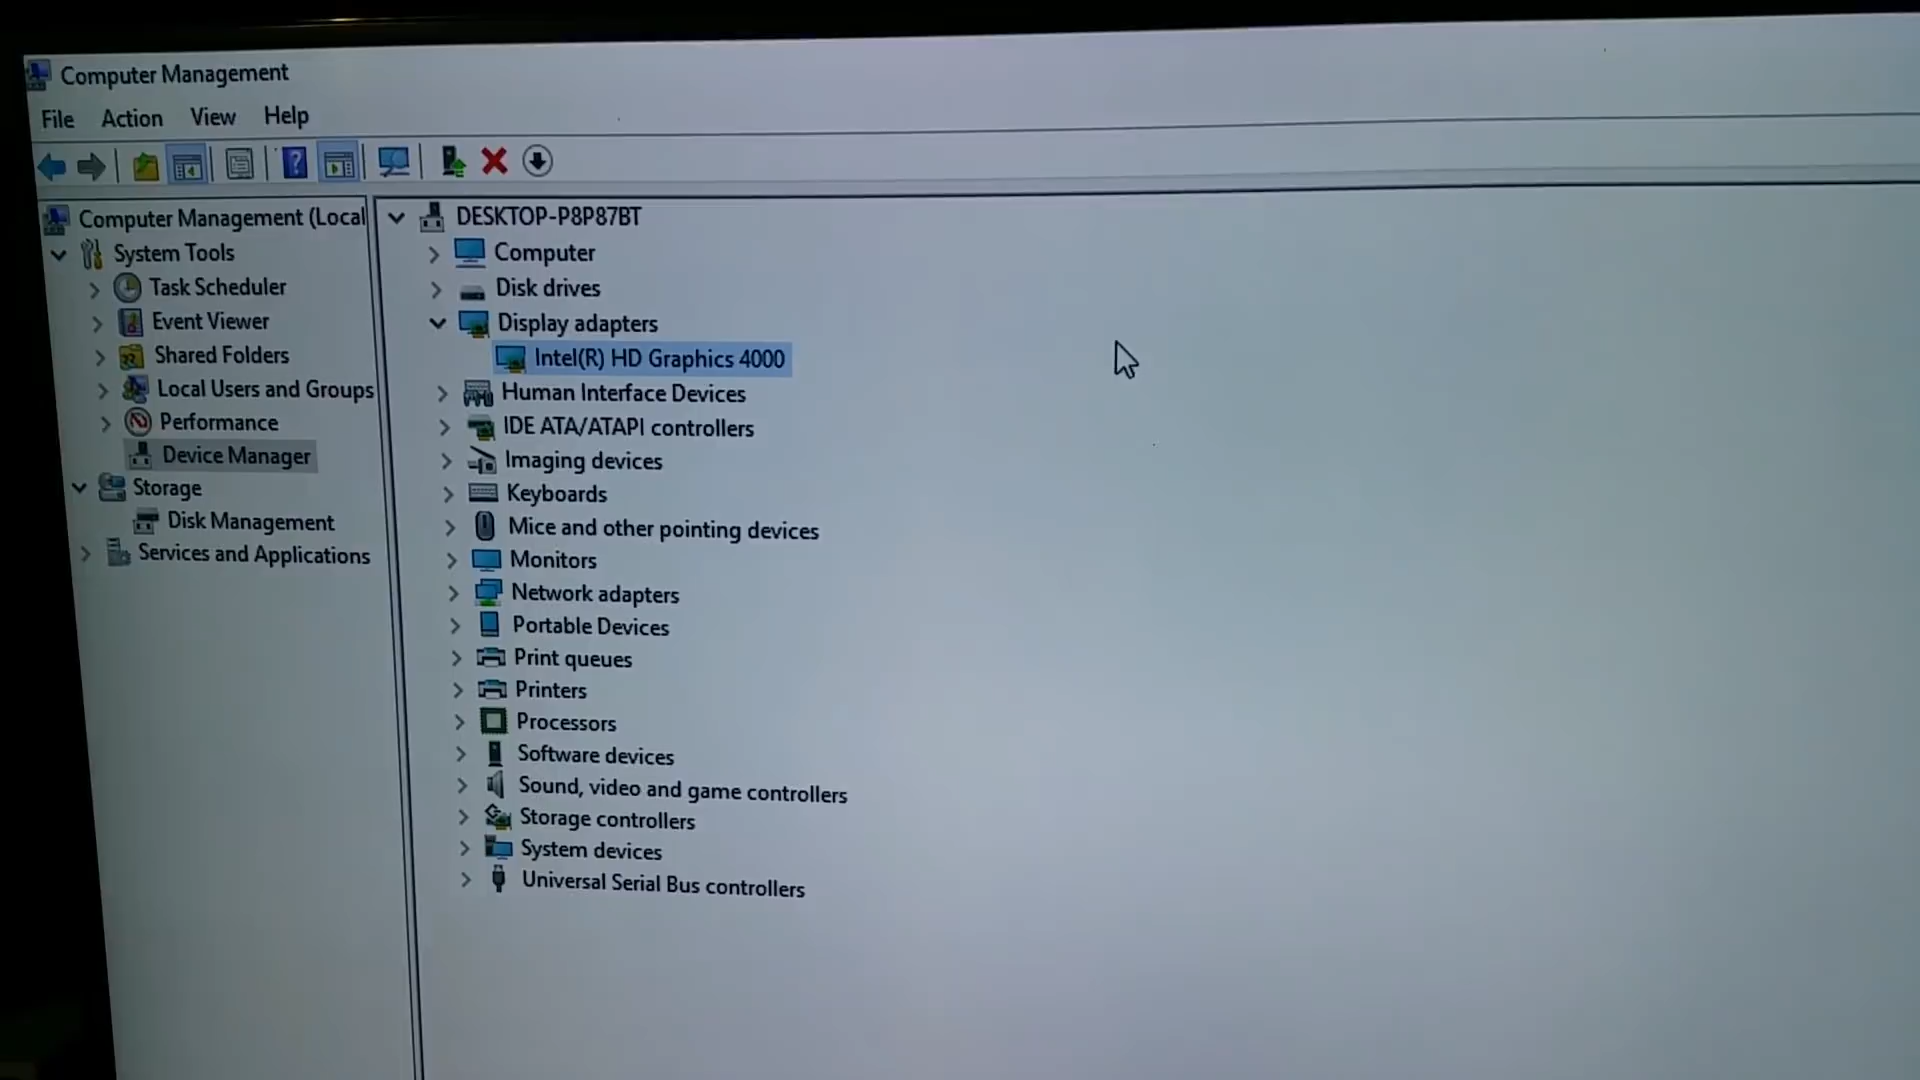 Computer Management
File Action View Help
Computer Management (Local
System Tools
Task Scheduler
Event Viewer
Shared Folders
Local Users and Groups
Performance
Device Manager
Storage
Disk Management
Services and Applications
DESKTOP-P8P87BT
Computer
Disk drives
Display adapters
Intel(R) HD Graphics 4000
Human Interface Devices
IDE ATA/ATAPI controllers
Imaging devices
Keyboards
Mice and other pointing devices
Monitors
Network adapters
Portable Devices
Print queues
Printers
Processors
Software devices
Sound, video and game controllers
Storage controllers
System devices
Universal Serial Bus controllers